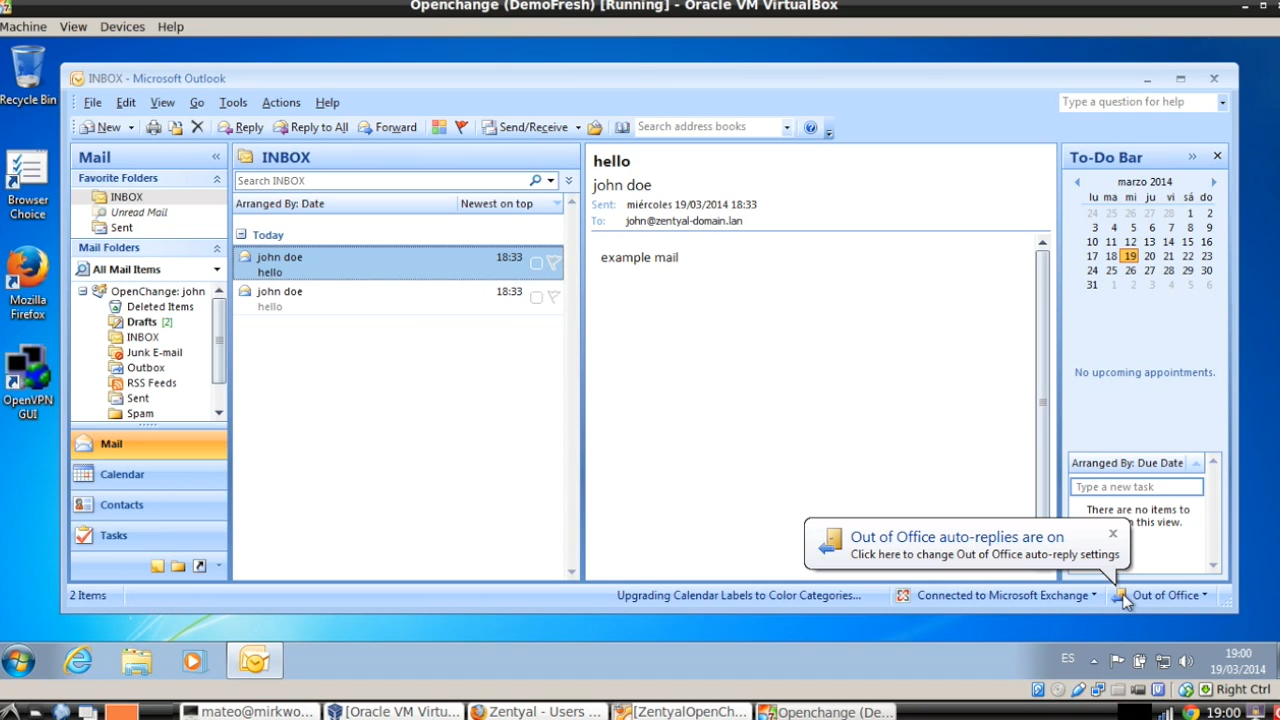 Openchange (DemoFresh) [Running] - Oracle VM VirtualBox
Machine View Devices Help
Recycle Bin
Browser Choice
Mozilla Firefox
OpenVPN GUI
INBOX - Microsoft Outlook
File Edit View Go Tools Actions Help
Type a question for help
New Reply Reply to All Forward Send/Receive Search address books
Mail
Favorite Folders
INBOX
Unread Mail
Sent
Mail Folders
All Mail Items
OpenChange: john
Deleted Items
Drafts [2]
INBOX
Junk E-mail
Outbox
RSS Feeds
Sent
Spam
Mail
Calendar
Contacts
Tasks
INBOX
Search INBOX
Arranged By: Date Newest on top
Today
john doe 18:33
hello
john doe 18:33
hello
hello
john doe
Sent: miércoles 19/03/2014 18:33
To: john@zentyal-domain.lan
example mail
To-Do Bar
marzo 2014
lu ma mi ju vi sá do
24 25 26 27 28 1 2
3 4 5 6 7 8 9
10 11 12 13 14 15 16
17 18 19 20 21 22 23
24 25 26 27 28 29 30
31 1 2 3 4 5 6
No upcoming appointments.
Arranged By: Due Date
Type a new task
There are no items to
this view.
Out of Office auto-replies are on
Click here to change Out of Office auto-reply settings
2 Items Upgrading Calendar Labels to Color Categories... Connected to Microsoft Exchange Out of Office
ES 19:00
19/03/2014
Right Ctrl
mateo@mirkwo... [Oracle VM Virtu... Zentyal - Users ... [ZentyalOpenCh... Openchange (De... 19:00